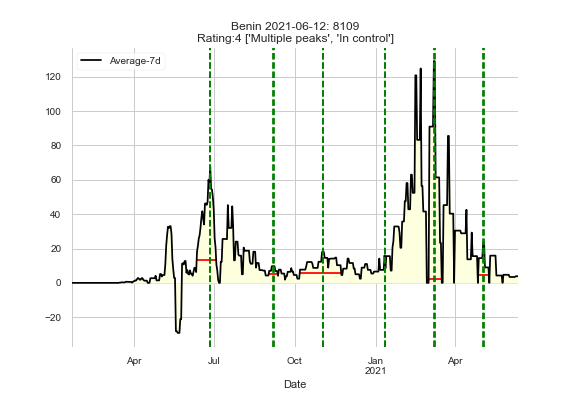 Benin 2021-06-12: 8109
Rating:4 ['Multiple peaks', 'In control']
Average-7d
120
100
80
60
40
20
0
−20
Apr
Jul
Oct
Jan
2021
Apr
Date